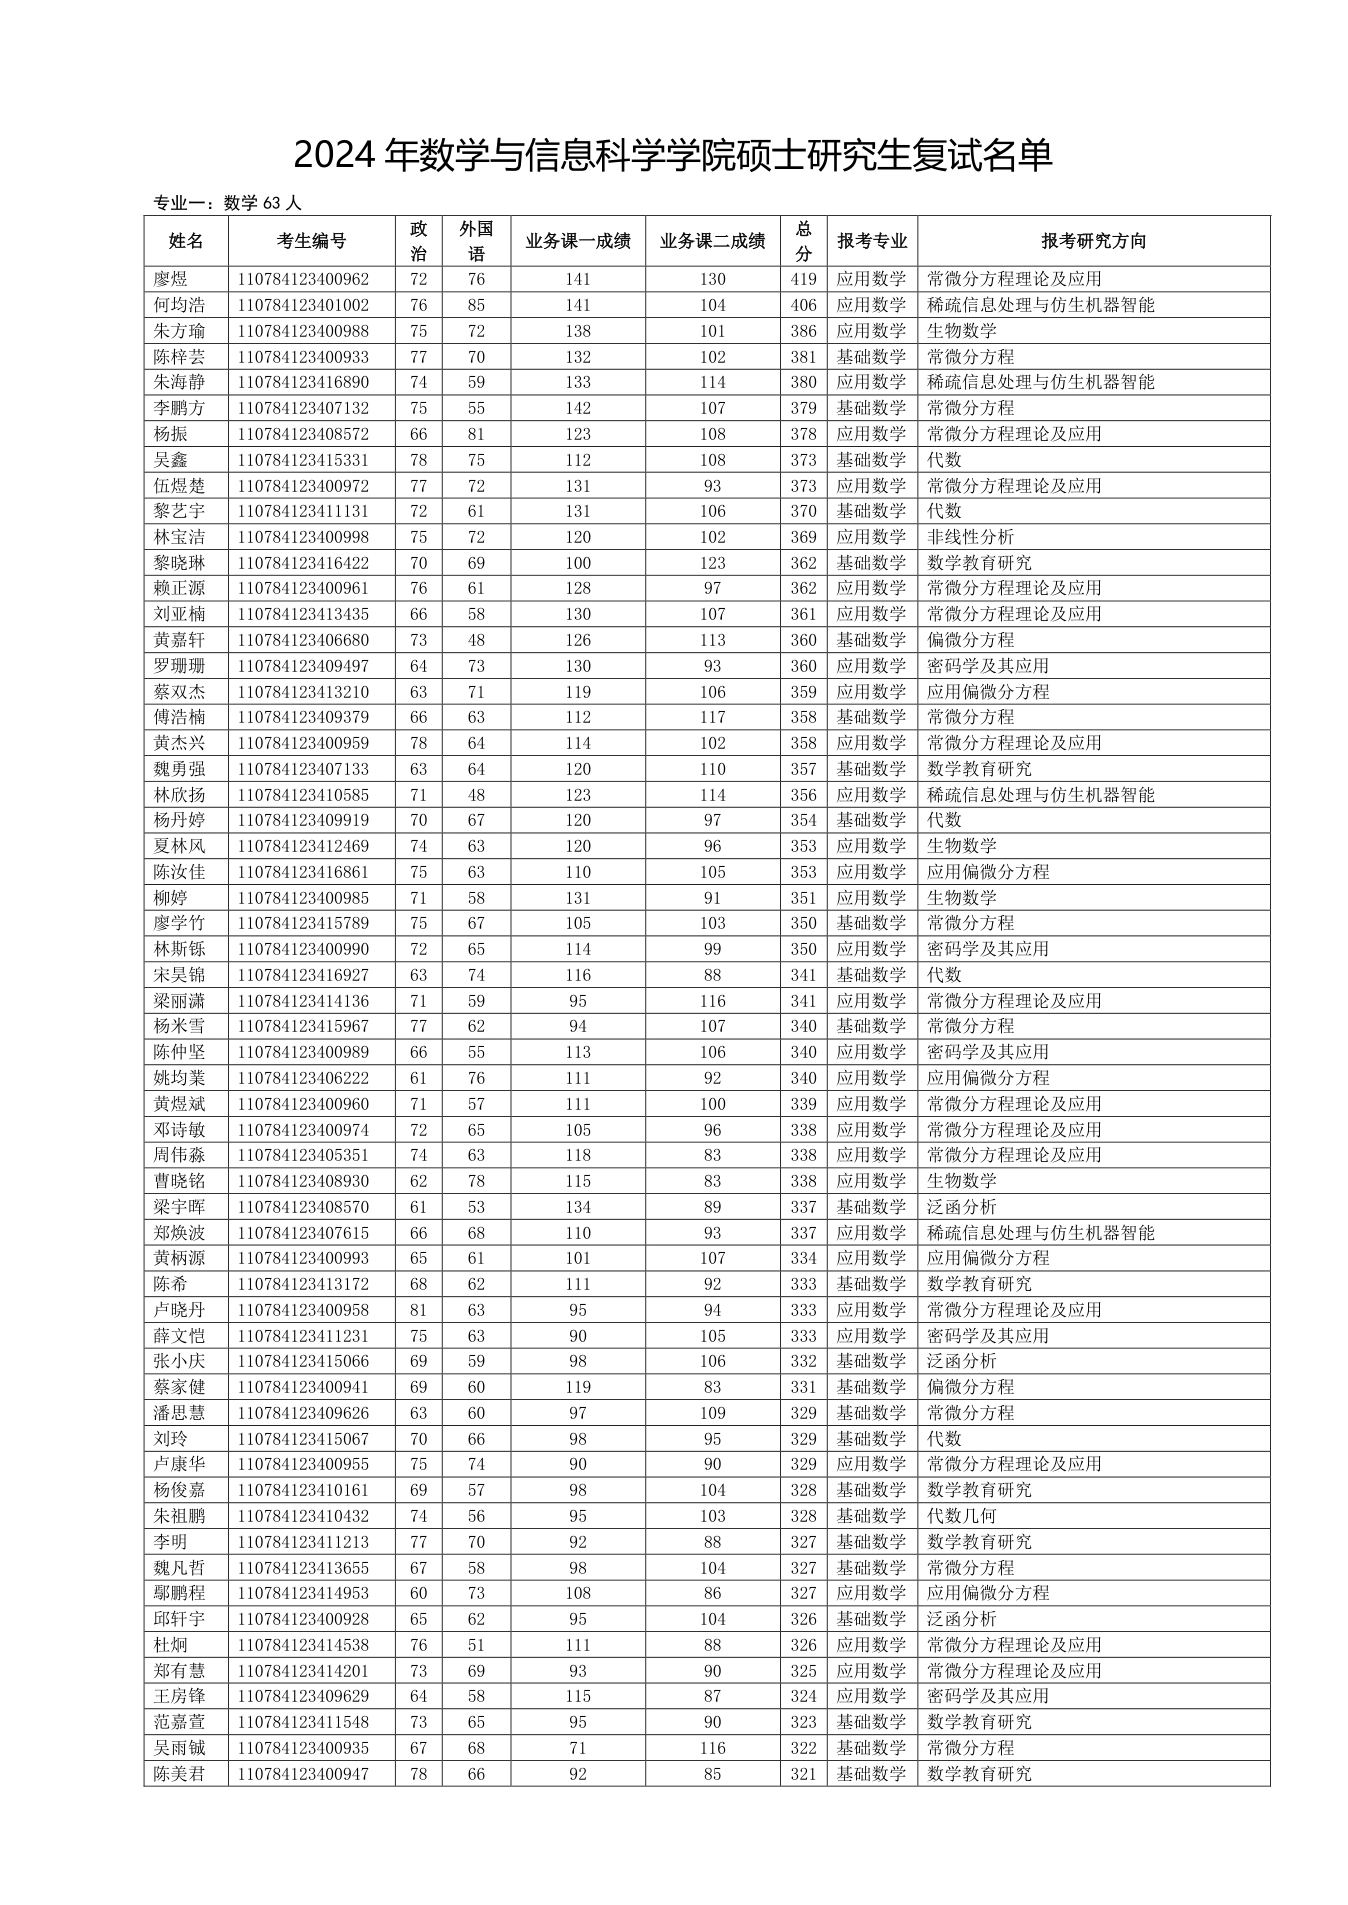 2024 年数学与信息科学学院硕士研究生复试名单
专业一：数学 63 人
姓名 考生编号 政治 外国语 业务课一成绩 业务课二成绩 总分 报考专业 报考研究方向
廖煜 110784123400962 72 76 141 130 419 应用数学 常微分方程理论及应用
何均浩 110784123401002 76 85 141 104 406 应用数学 稀疏信息处理与仿生机器智能
朱方瑜 110784123400988 75 72 138 101 386 应用数学 生物数学
陈梓芸 110784123400933 77 70 132 102 381 基础数学 常微分方程
朱海静 110784123416890 74 59 133 114 380 应用数学 稀疏信息处理与仿生机器智能
李鹏方 110784123407132 75 55 142 107 379 基础数学 常微分方程
杨振 110784123408572 66 81 123 108 378 应用数学 常微分方程理论及应用
吴鑫 110784123415331 78 75 112 108 373 基础数学 代数
伍煜楚 110784123400972 77 72 131 93 373 应用数学 常微分方程理论及应用
黎艺宇 110784123411131 72 61 131 106 370 基础数学 代数
林宝洁 110784123400998 75 72 120 102 369 应用数学 非线性分析
黎晓琳 110784123416422 70 69 100 123 362 基础数学 数学教育研究
赖正源 110784123400961 76 61 128 97 362 应用数学 常微分方程理论及应用
刘亚楠 110784123413435 66 58 130 107 361 应用数学 常微分方程理论及应用
黄嘉轩 110784123406680 73 48 126 113 360 基础数学 偏微分方程
罗珊珊 110784123409497 64 73 130 93 360 应用数学 密码学及其应用
蔡双杰 110784123413210 63 71 119 106 359 应用数学 应用偏微分方程
傅浩楠 110784123409379 66 63 112 117 358 基础数学 常微分方程
黄杰兴 110784123400959 78 64 114 102 358 应用数学 常微分方程理论及应用
魏勇强 110784123407133 63 64 120 110 357 基础数学 数学教育研究
林欣扬 110784123410585 71 48 123 114 356 应用数学 稀疏信息处理与仿生机器智能
杨丹婷 110784123409919 70 67 120 97 354 基础数学 代数
夏林风 110784123412469 74 63 120 96 353 应用数学 生物数学
陈汝佳 110784123416861 75 63 110 105 353 应用数学 应用偏微分方程
柳婷 110784123400985 71 58 131 91 351 应用数学 生物数学
廖学竹 110784123415789 75 67 105 103 350 基础数学 常微分方程
林斯铄 110784123400990 72 65 114 99 350 应用数学 密码学及其应用
宋昊锦 110784123416927 63 74 116 88 341 基础数学 代数
梁丽潇 110784123414136 71 59 95 116 341 应用数学 常微分方程理论及应用
杨米雪 110784123415967 77 62 94 107 340 基础数学 常微分方程
陈仲坚 110784123400989 66 55 113 106 340 应用数学 密码学及其应用
姚均業 110784123406222 61 76 111 92 340 应用数学 应用偏微分方程
黄煜斌 110784123400960 71 57 111 100 339 应用数学 常微分方程理论及应用
邓诗敏 110784123400974 72 65 105 96 338 应用数学 常微分方程理论及应用
周伟淼 110784123405351 74 63 118 83 338 应用数学 常微分方程理论及应用
曹晓铭 110784123408930 62 78 115 83 338 应用数学 生物数学
梁宇晖 110784123408570 61 53 134 89 337 基础数学 泛函分析
郑焕波 110784123407615 66 68 110 93 337 应用数学 稀疏信息处理与仿生机器智能
黄柄源 110784123400993 65 61 101 107 334 应用数学 应用偏微分方程
陈希 110784123413172 68 62 111 92 333 基础数学 数学教育研究
卢晓丹 110784123400958 81 63 95 94 333 应用数学 常微分方程理论及应用
薛文恺 110784123411231 75 63 90 105 333 应用数学 密码学及其应用
张小庆 110784123415066 69 59 98 106 332 基础数学 泛函分析
蔡家健 110784123400941 69 60 119 83 331 基础数学 偏微分方程
潘思慧 110784123409626 63 60 97 109 329 基础数学 常微分方程
刘玲 110784123415067 70 66 98 95 329 基础数学 代数
卢康华 110784123400955 75 74 90 90 329 应用数学 常微分方程理论及应用
杨俊嘉 110784123410161 69 57 98 104 328 基础数学 数学教育研究
朱祖鹏 110784123410432 74 56 95 103 328 基础数学 代数几何
李明 110784123411213 77 70 92 88 327 基础数学 数学教育研究
魏凡哲 110784123413655 67 58 98 104 327 基础数学 常微分方程
鄢鹏程 110784123414953 60 73 108 86 327 应用数学 应用偏微分方程
邱轩宇 110784123400928 65 62 95 104 326 基础数学 泛函分析
杜炯 110784123414538 76 51 111 88 326 应用数学 常微分方程理论及应用
郑有慧 110784123414201 73 69 93 90 325 应用数学 常微分方程理论及应用
王房锋 110784123409629 64 58 115 87 324 应用数学 密码学及其应用
范嘉萱 110784123411548 73 65 95 90 323 基础数学 数学教育研究
吴雨铖 110784123400935 67 68 71 116 322 基础数学 常微分方程
陈美君 110784123400947 78 66 92 85 321 基础数学 数学教育研究